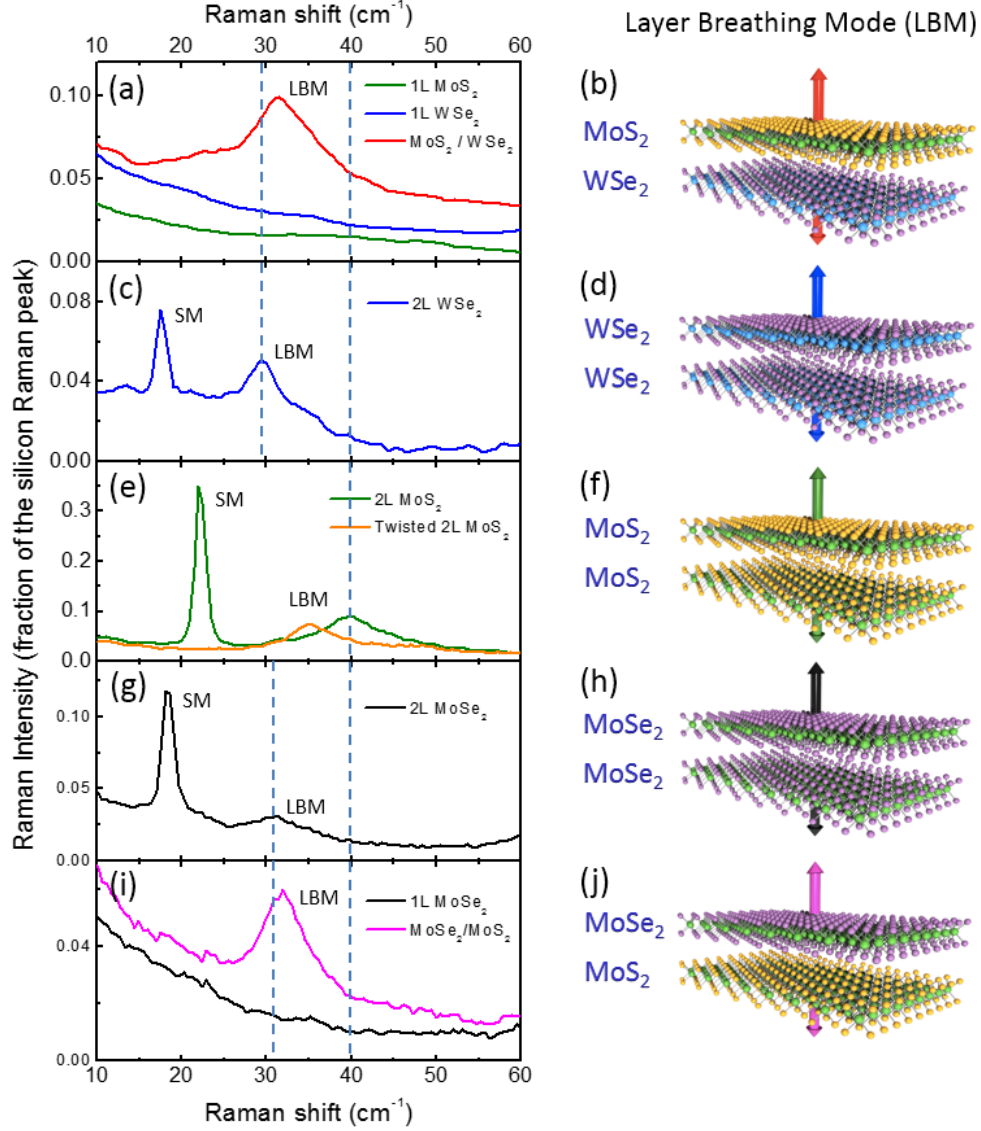 Raman shift (cm⁻¹)
10 20 30 40 50 60
Layer Breathing Mode (LBM)
Raman Intensity (fraction of the silicon Raman peak)
(a)
LBM
1L MoS₂
1L WSe₂
MoS₂ / WSe₂
0.10
0.05
0.00
(b)
MoS₂
WSe₂
(c)
SM
LBM
2L WSe₂
0.08
0.04
0.00
(d)
WSe₂
WSe₂
(e)
SM
LBM
2L MoS₂
Twisted 2L MoS₂
0.3
0.2
0.1
0.0
(f)
MoS₂
MoS₂
(g)
SM
LBM
2L MoSe₂
0.10
0.05
0.00
(h)
MoSe₂
MoSe₂
(i)
LBM
1L MoSe₂
MoSe₂/MoS₂
0.04
0.00
(j)
MoSe₂
MoS₂
10 20 30 40 50 60
Raman shift (cm⁻¹)